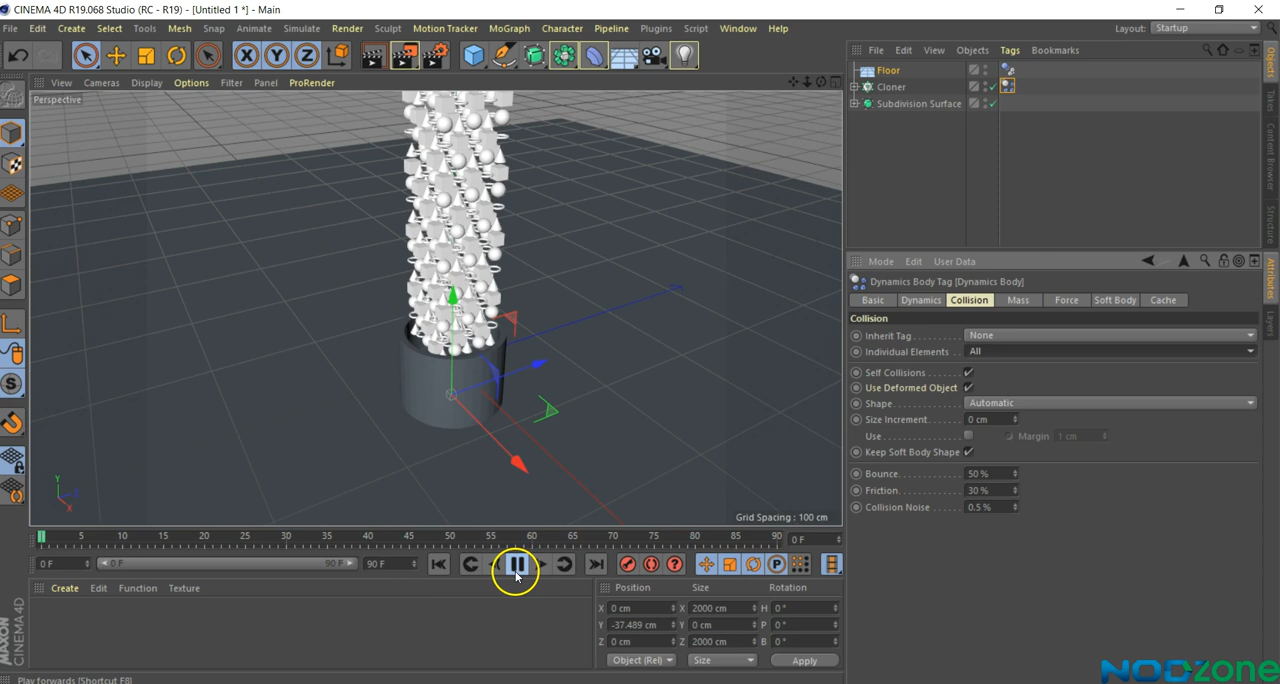 CINEMA 4D R19.068 Studio (RC - R19) - [Untitled 1 *] - Main
File Edit Create Select Tools Mesh Snap Animate Simulate Render Sculpt Motion Tracker MoGraph Character Pipeline Plugins Script Window Help Layout: Startup
File Edit View Objects Tags Bookmarks
View Cameras Display Options Filter Panel ProRender
Perspective
Floor
Cloner
Subdivision Surface
Objects
Takes
Content Browser
Structure
Attributes
Layers
Mode Edit User Data
Dynamics Body Tag [Dynamics Body]
Basic Dynamics Collision Mass Force Soft Body Cache
Collision
Inherit Tag None
Individual Elements All
Self Collisions
Use Deformed Object
Shape Automatic
Size Increment 0 cm
Use Margin 1 cm
Keep Soft Body Shape
Bounce 50 %
Friction 30 %
Collision Noise 0.5 %
Y
Z
X
Grid Spacing : 100 cm
5 10 15 20 25 30 35 40 45 50 55 60 65 70 75 80 85 90 0 F
0 F 0 F 90 F 90 F
Create Edit Function Texture
Position Size Rotation
X 0 cm X 2000 cm H 0 °
Y -37.489 cm Y 0 cm P 0 °
Z 0 cm Z 2000 cm B 0 °
Object (Rel) Size Apply
MAXON
CINEMA 4D
Play forwards [Shortcut F8]
NODzone